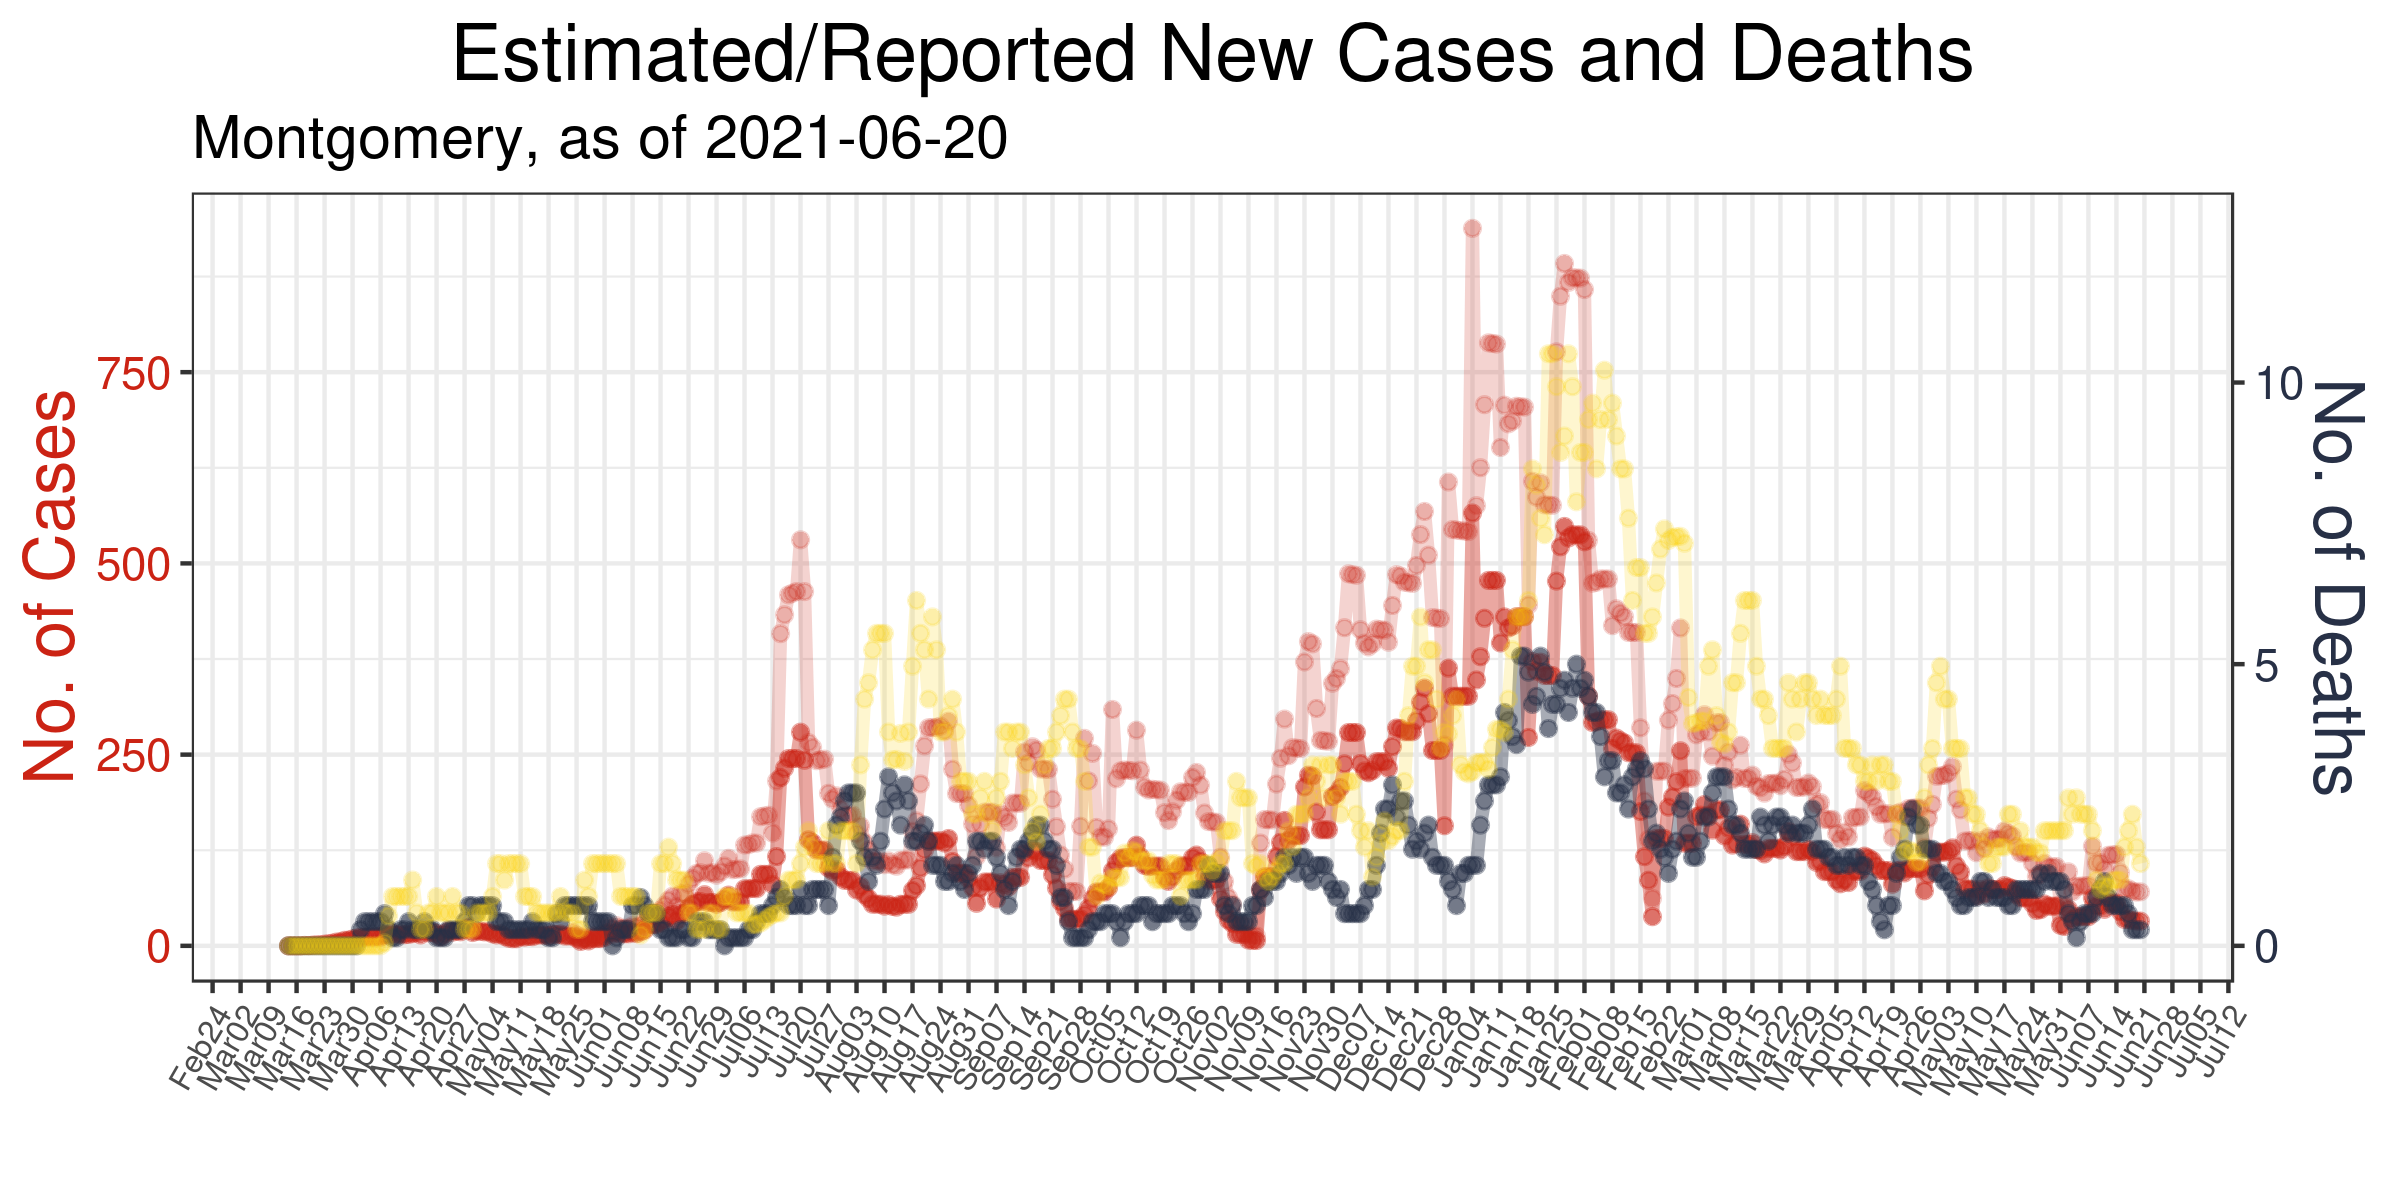 Estimated/Reported New Cases and Deaths
Montgomery, as of 2021-06-20
No. of Cases
750
500
250
0
10
5
0
No. of Deaths
Feb24
Mar02
Mar09
Mar16
Mar23
Mar30
Apr06
Apr13
Apr20
Apr27
May04
May11
May18
May25
Jun01
Jun08
Jun15
Jun22
Jun29
Jul06
Jul13
Jul20
Jul27
Aug03
Aug10
Aug17
Aug24
Aug31
Sep07
Sep14
Sep21
Sep28
Oct05
Oct12
Oct19
Oct26
Nov02
Nov09
Nov16
Nov23
Nov30
Dec07
Dec14
Dec21
Dec28
Jan04
Jan11
Jan18
Jan25
Feb01
Feb08
Feb15
Feb22
Mar01
Mar08
Mar15
Mar22
Mar29
Apr05
Apr12
Apr19
Apr26
May03
May10
May17
May24
May31
Jun07
Jun14
Jun21
Jun28
Jul05
Jul12